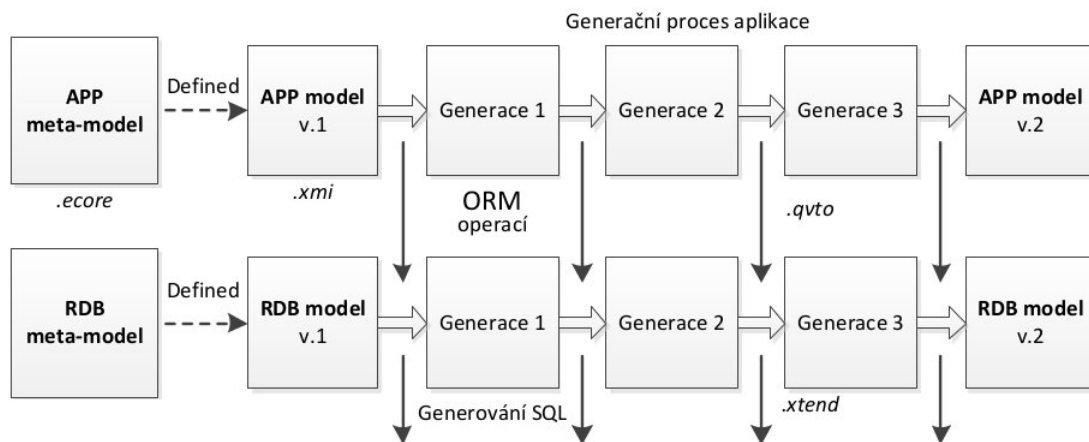 Generační proces aplikace
APP
meta-model
Defined
APP model
v.1
Generace 1
Generace 2
Generace 3
APP model
v.2
.ecore
.xmi
ORM
operací
.qvto
RDB
meta-model
Defined
RDB model
v.1
Generace 1
Generace 2
Generace 3
RDB model
v.2
Generování SQL
.xtend